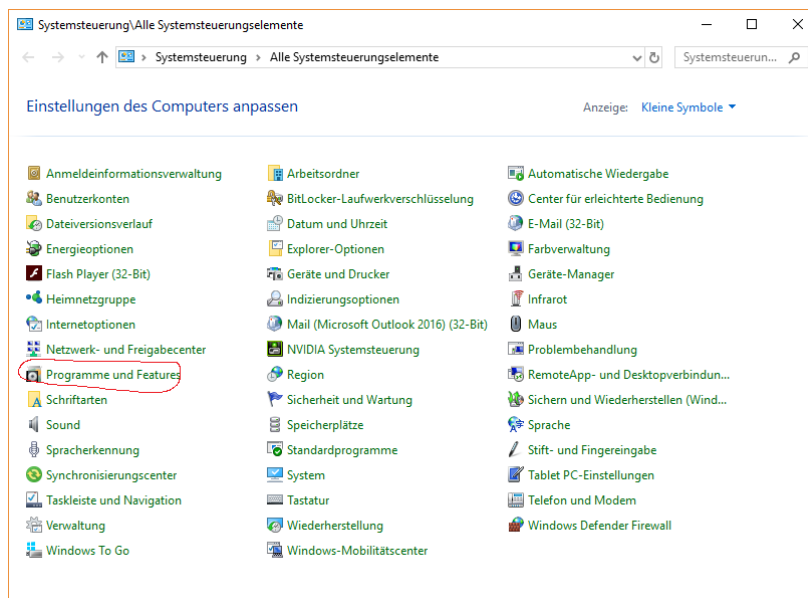 Systemsteuerung\Alle Systemsteuerungselemente
Systemsteuerung > Alle Systemsteuerungselemente
Systemsteuerun...
Einstellungen des Computers anpassen
Anzeige: Kleine Symbole
Anmeldeinformationsverwaltung
Arbeitsordner
Automatische Wiedergabe
Benutzerkonten
BitLocker-Laufwerkverschlüsselung
Center für erleichterte Bedienung
Dateiversionsverlauf
Datum und Uhrzeit
E-Mail (32-Bit)
Energieoptionen
Explorer-Optionen
Farbverwaltung
Flash Player (32-Bit)
Geräte und Drucker
Geräte-Manager
Heimnetzgruppe
Indizierungsoptionen
Infrarot
Internetoptionen
Mail (Microsoft Outlook 2016) (32-Bit)
Maus
Netzwerk- und Freigabecenter
NVIDIA Systemsteuerung
Problembehandlung
Programme und Features
Region
RemoteApp- und Desktopverbindun...
Schriftarten
Sicherheit und Wartung
Sichern und Wiederherstellen (Wind...
Sound
Speicherplätze
Sprache
Spracherkennung
Standardprogramme
Stift- und Fingereingabe
Synchronisierungscenter
System
Tablet PC-Einstellungen
Taskleiste und Navigation
Tastatur
Telefon und Modem
Verwaltung
Wiederherstellung
Windows Defender Firewall
Windows To Go
Windows-Mobilitätscenter